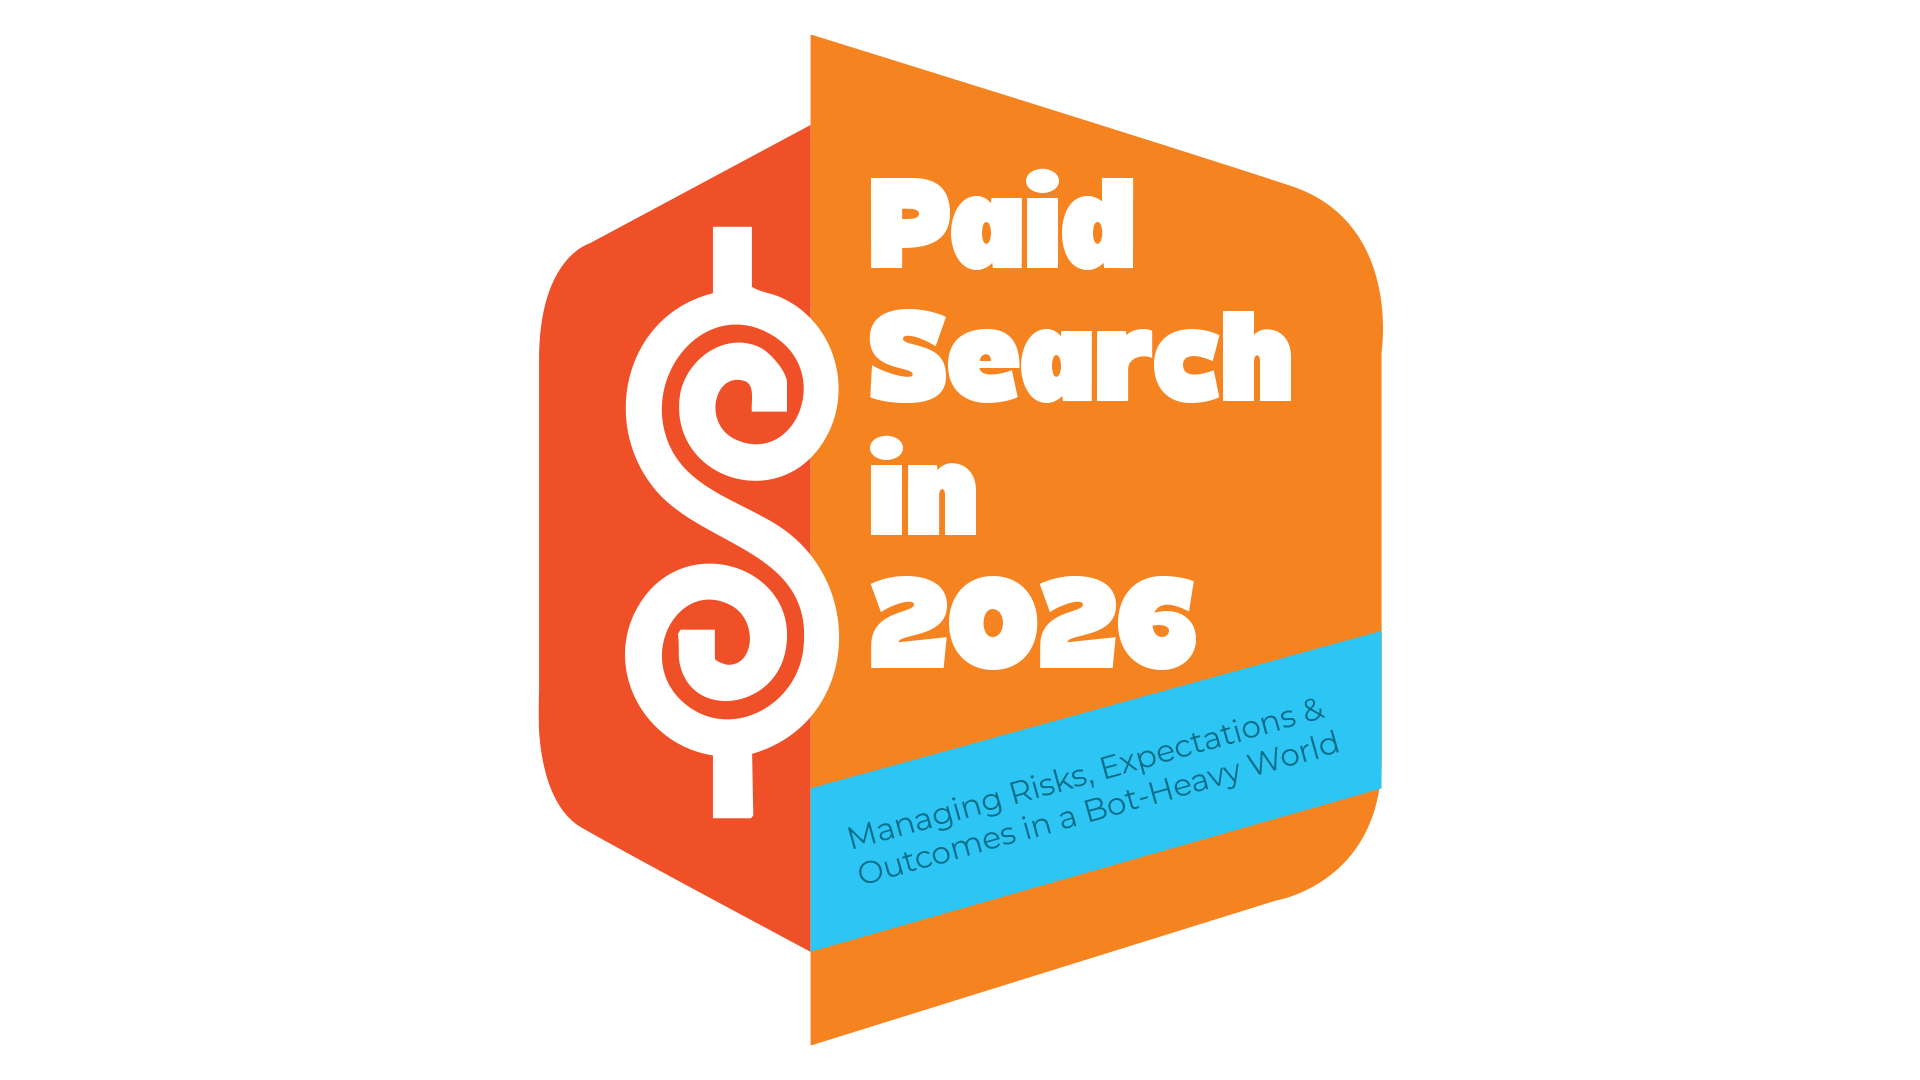 Paid
Search
in
2026
Managing Risks, Expectations &
Outcomes in a Bot-Heavy World